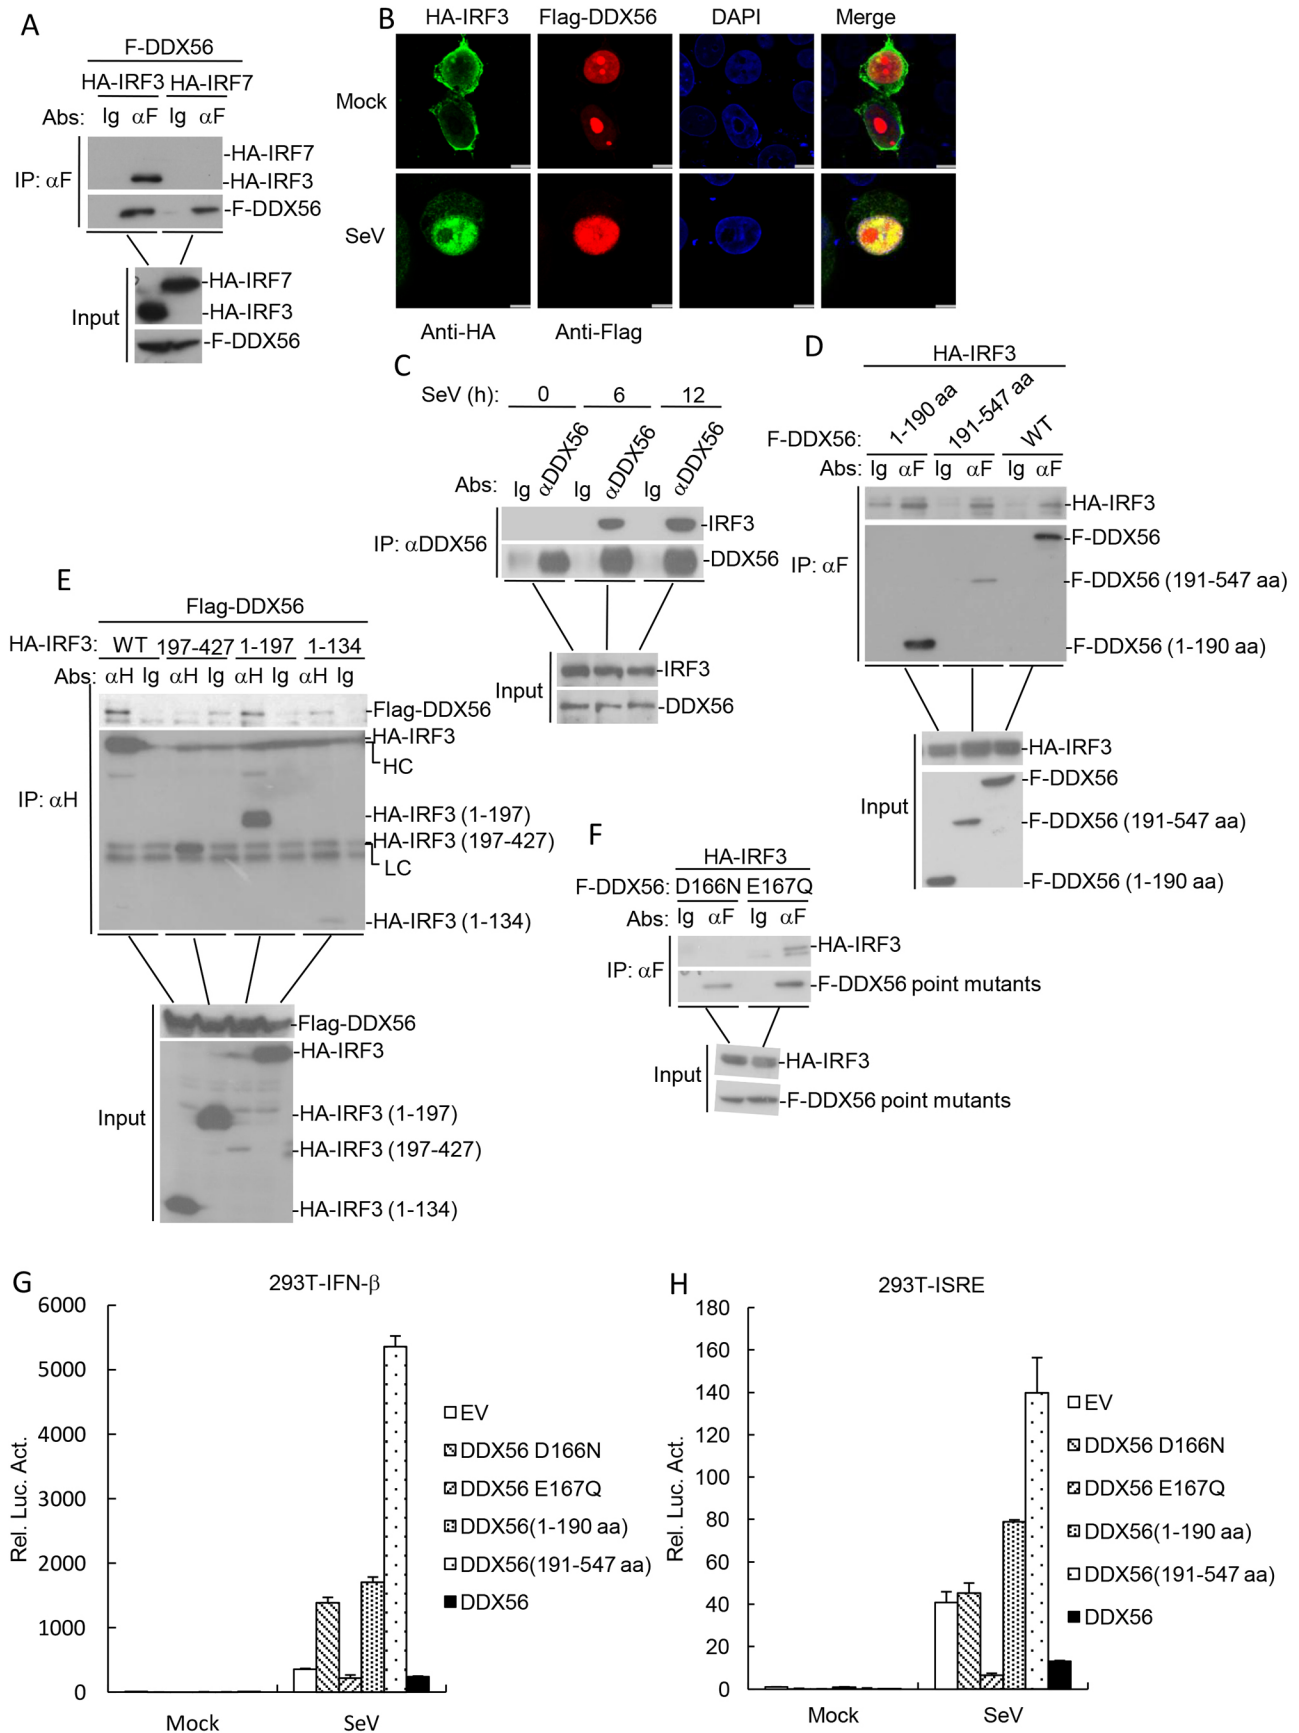 A
F-DDX56
HA-IRF3 HA-IRF7
Abs: Ig αF Ig αF
IP: αF
-HA-IRF7
-HA-IRF3
-F-DDX56
Input
-HA-IRF7
-HA-IRF3
-F-DDX56
B
HA-IRF3 Flag-DDX56 DAPI Merge
Mock
SeV
Anti-HA Anti-Flag
C
SeV (h): 0 6 12
Abs: Ig αDDX56 Ig αDDX56 Ig αDDX56
IP: αDDX56
-IRF3
-DDX56
Input
-IRF3
-DDX56
D
HA-IRF3
F-DDX56: 1-190 aa 191-547 aa WT
Abs: Ig αF Ig αF Ig αF
IP: αF
-HA-IRF3
-F-DDX56
-F-DDX56 (191-547 aa)
-F-DDX56 (1-190 aa)
Input
-HA-IRF3
-F-DDX56
-F-DDX56 (191-547 aa)
-F-DDX56 (1-190 aa)
E
Flag-DDX56
HA-IRF3: WT 197-427 1-197 1-134
Abs: αH Ig αH Ig αH Ig αH Ig
IP: αH
-Flag-DDX56
-HA-IRF3
HC
-HA-IRF3 (1-197)
-HA-IRF3 (197-427)
LC
-HA-IRF3 (1-134)
Input
-Flag-DDX56
-HA-IRF3
-HA-IRF3 (1-197)
-HA-IRF3 (197-427)
-HA-IRF3 (1-134)
F
HA-IRF3
F-DDX56: D166N E167Q
Abs: Ig αF Ig αF
IP: αF
-HA-IRF3
-F-DDX56 point mutants
Input
-HA-IRF3
-F-DDX56 point mutants
G
293T-IFN-β
Rel. Luc. Act.
6000
5000
4000
3000
2000
1000
0
Mock SeV
EV
DDX56 D166N
DDX56 E167Q
DDX56(1-190 aa)
DDX56(191-547 aa)
DDX56
H
293T-ISRE
Rel. Luc. Act.
180
160
140
120
100
80
60
40
20
0
Mock SeV
EV
DDX56 D166N
DDX56 E167Q
DDX56(1-190 aa)
DDX56(191-547 aa)
DDX56